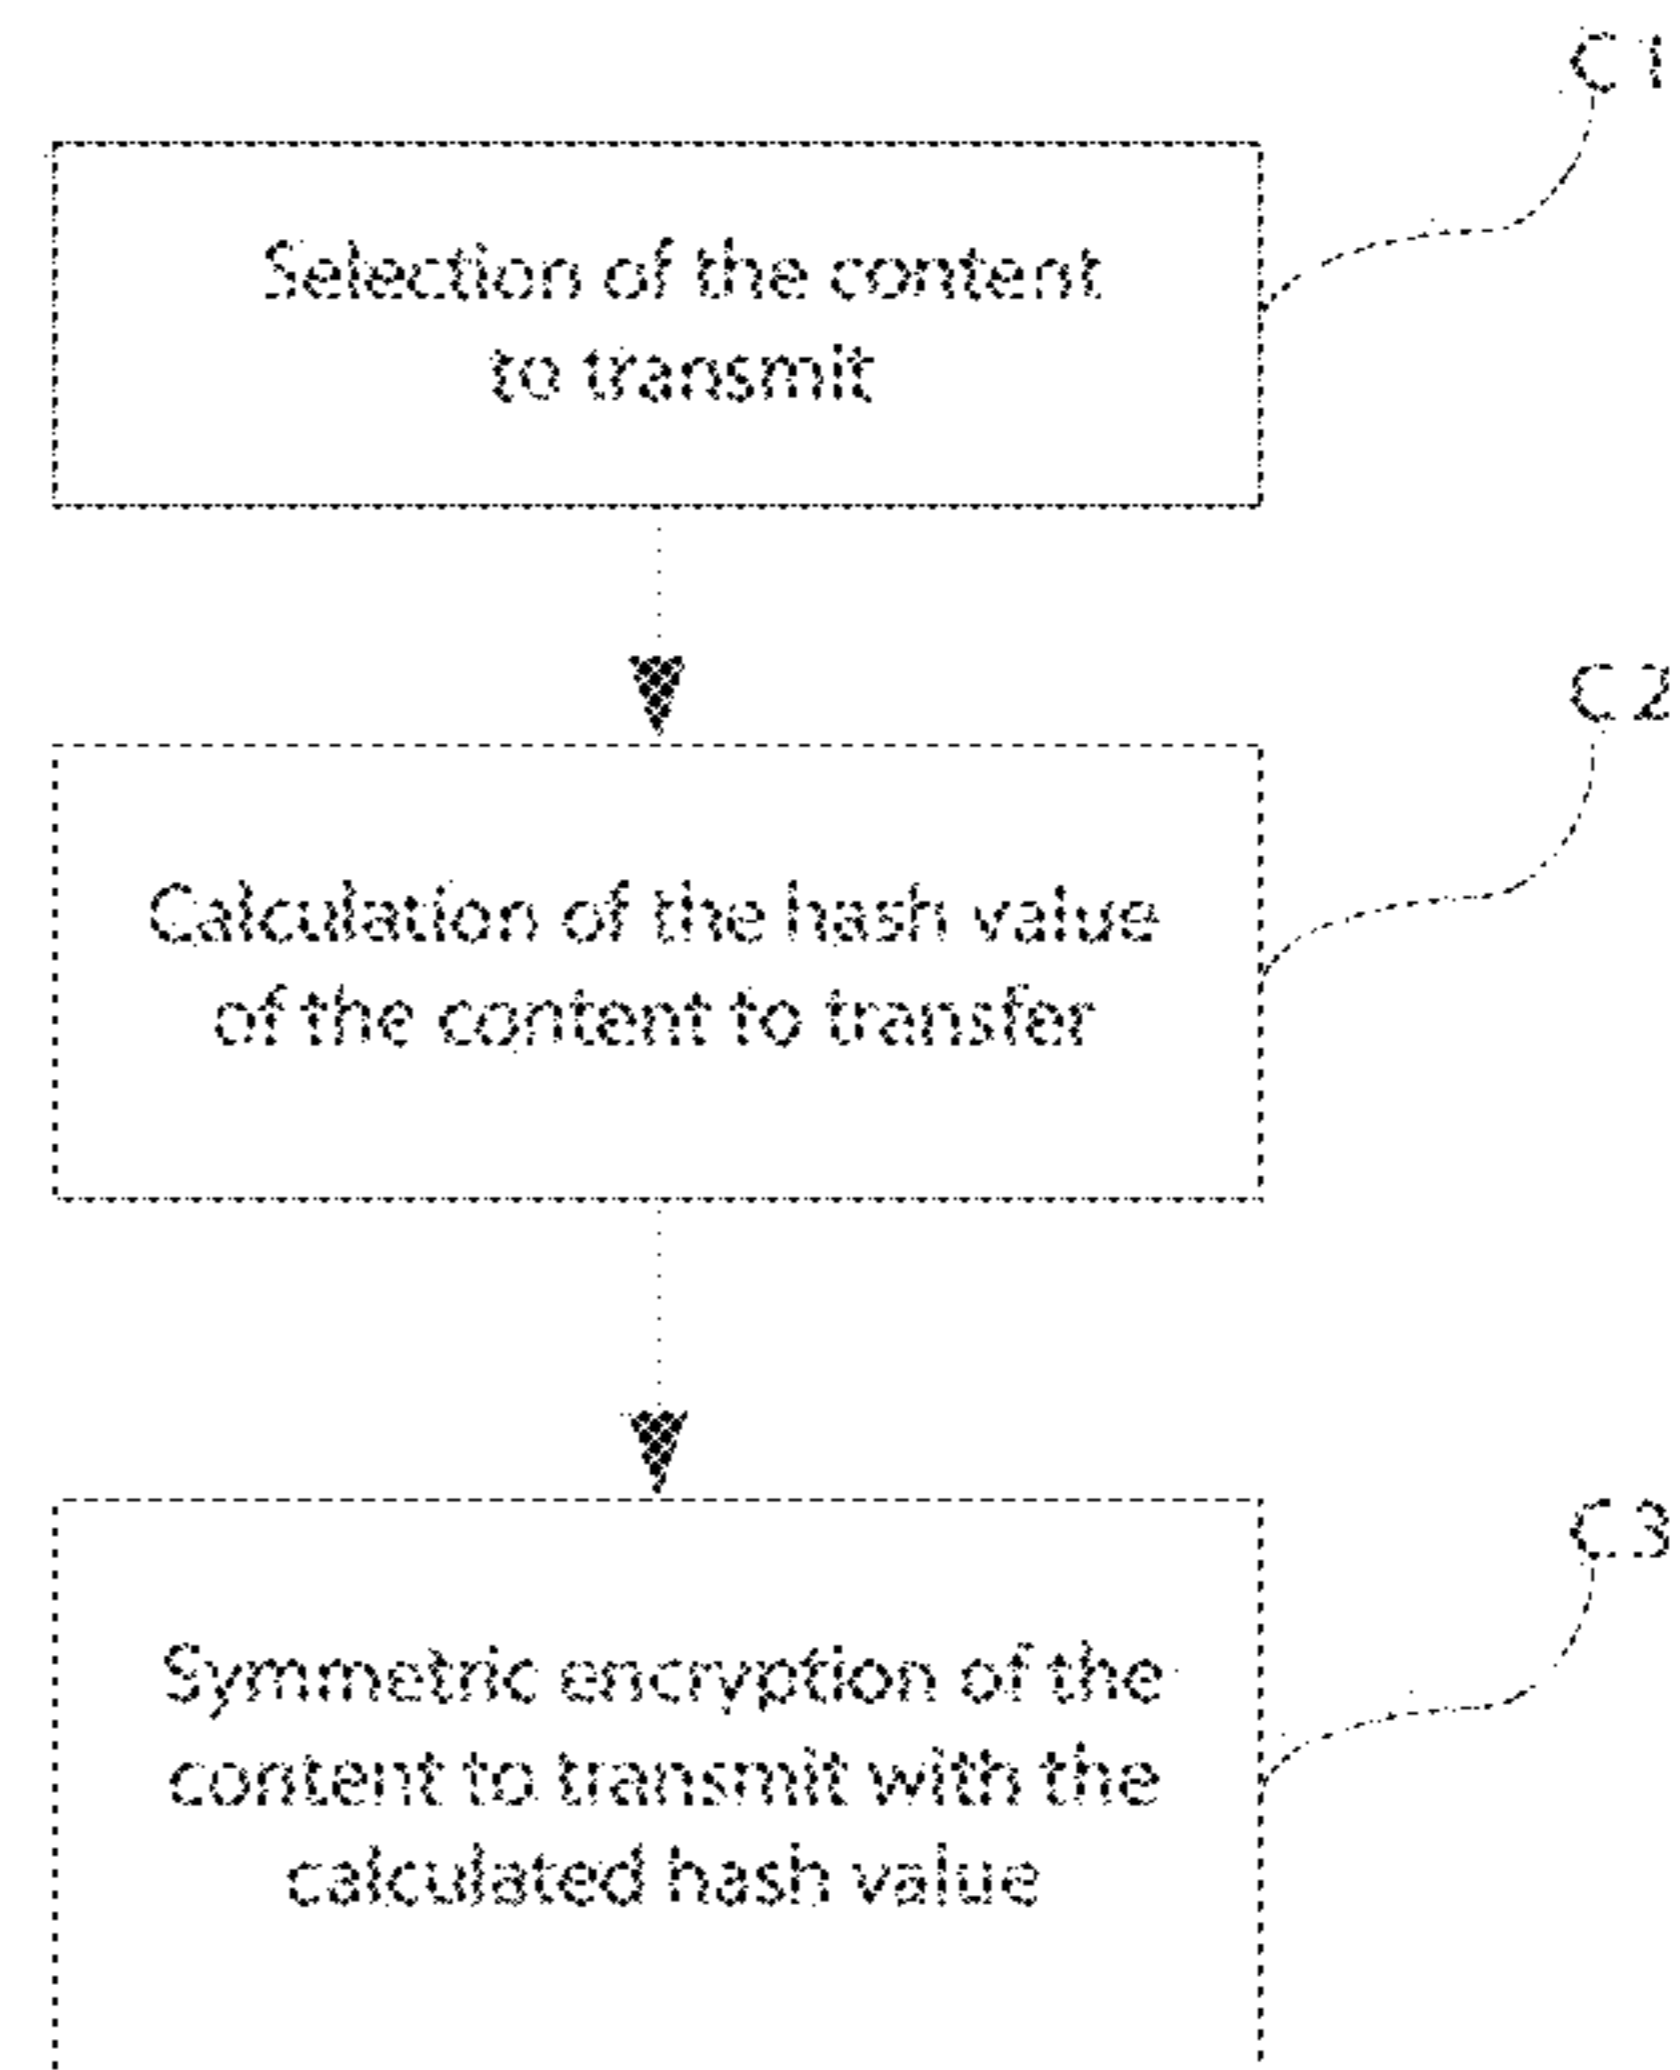 C1
Selection of the content
to transmit
C2
Calculation of the hash value
of the content to transfer
C3
Symmetric encryption of the
content to transmit with the
calculated hash value